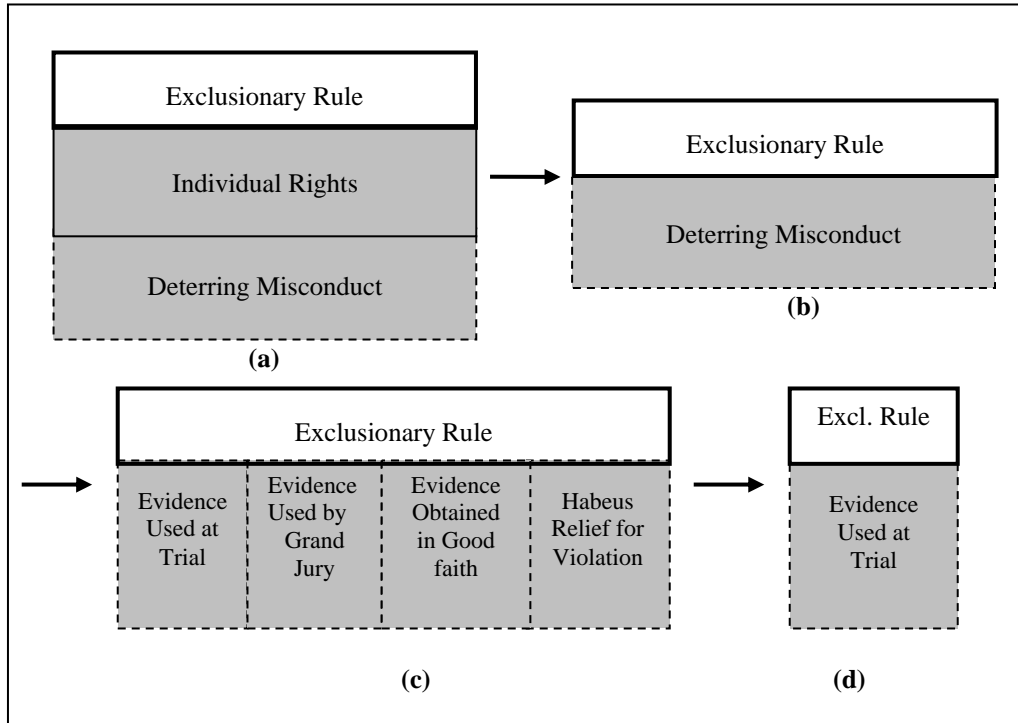 Exclusionary Rule
Individual Rights
Deterring Misconduct
(a)
Exclusionary Rule
Deterring Misconduct
(b)
Exclusionary Rule
Evidence
Used at
Trial
Evidence
Used by
Grand
Jury
Evidence
Obtained
in Good
faith
Habeus
Relief for
Violation
(c)
Excl. Rule
Evidence
Used at
Trial
(d)